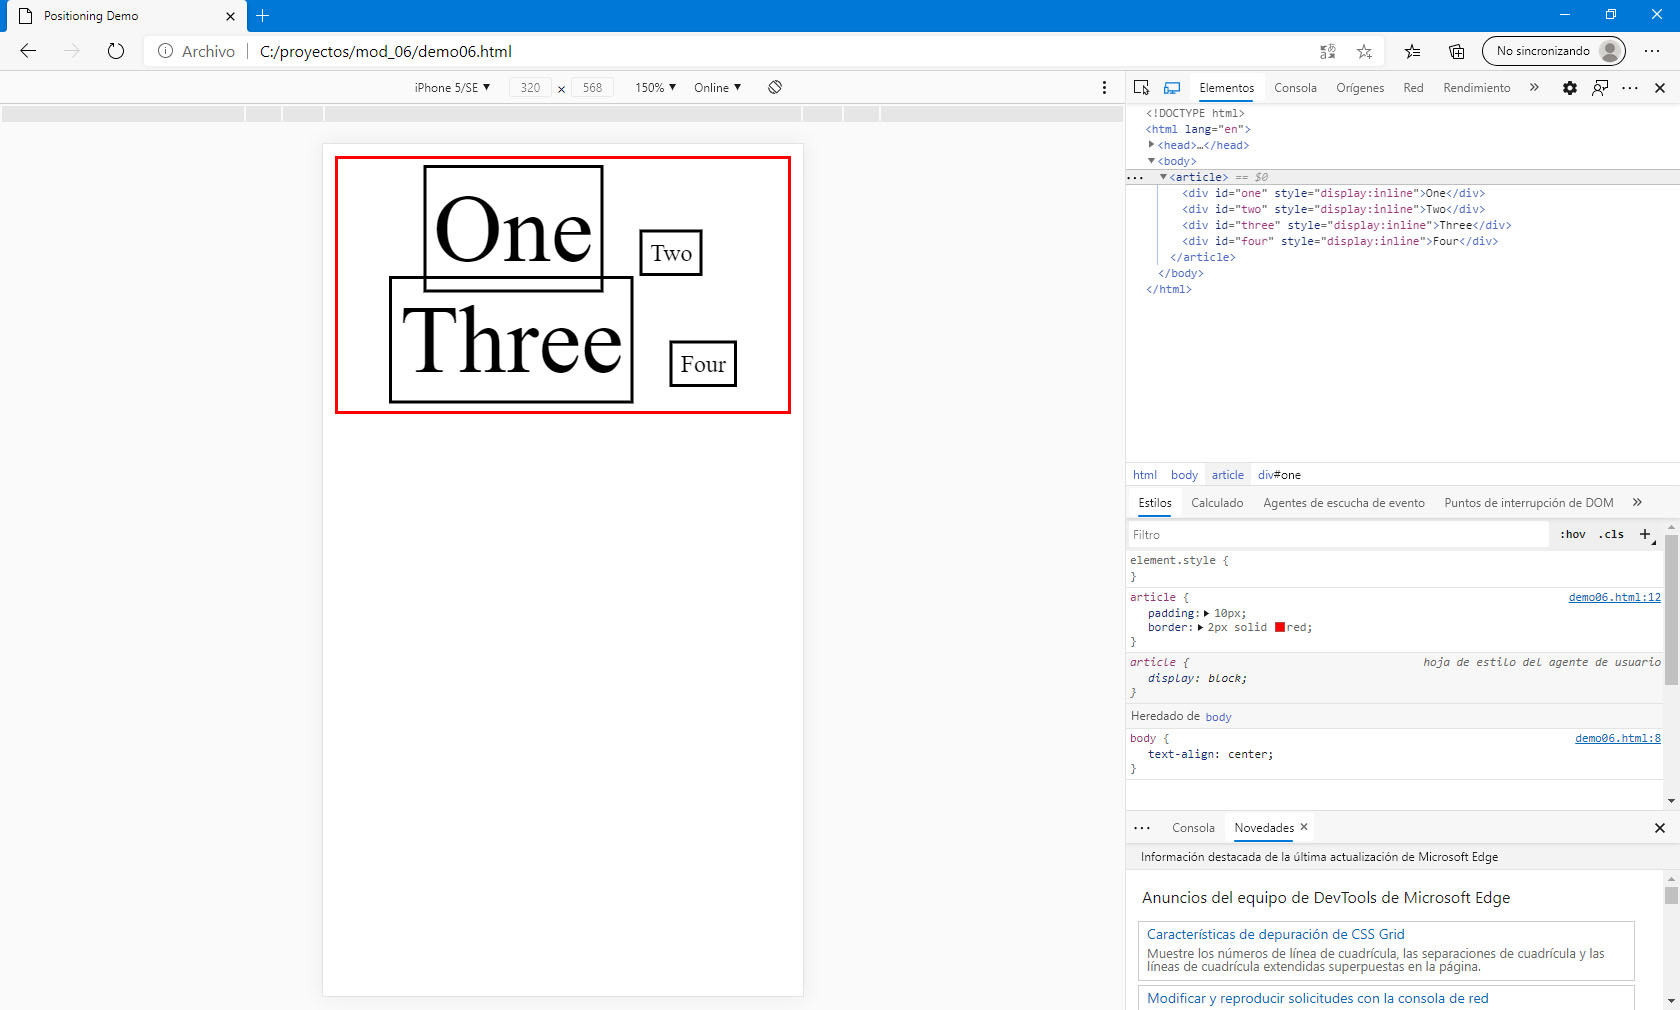 Positioning Demo
Archivo C:/proyectos/mod_06/demo06.html No sincronizando
iPhone 5/SE 320 x 568 150% Online
Elementos Consola Orígenes Red Rendimiento
<!DOCTYPE html>
<html lang="en">
<head>…</head>
<body>
<article> == $0
<div id="one" style="display:inline">One</div>
<div id="two" style="display:inline">Two</div>
<div id="three" style="display:inline">Three</div>
<div id="four" style="display:inline">Four</div>
</article>
</body>
</html>
One
Two
Three
Four
html body article div#one
Estilos Calculado Agentes de escucha de evento Puntos de interrupción de DOM
Filtro :hov .cls
element.style {
}
article { demo06.html:12
padding: 10px;
border: 2px solid red;
}
article { hoja de estilo del agente de usuario
display: block;
}
Heredado de body
body { demo06.html:8
text-align: center;
}
Consola Novedades
Información destacada de la última actualización de Microsoft Edge
Anuncios del equipo de DevTools de Microsoft Edge
Características de depuración de CSS Grid
Muestre los números de línea de cuadrícula, las separaciones de cuadrícula y las
líneas de cuadrícula extendidas superpuestas en la página.
Modificar y reproducir solicitudes con la consola de red